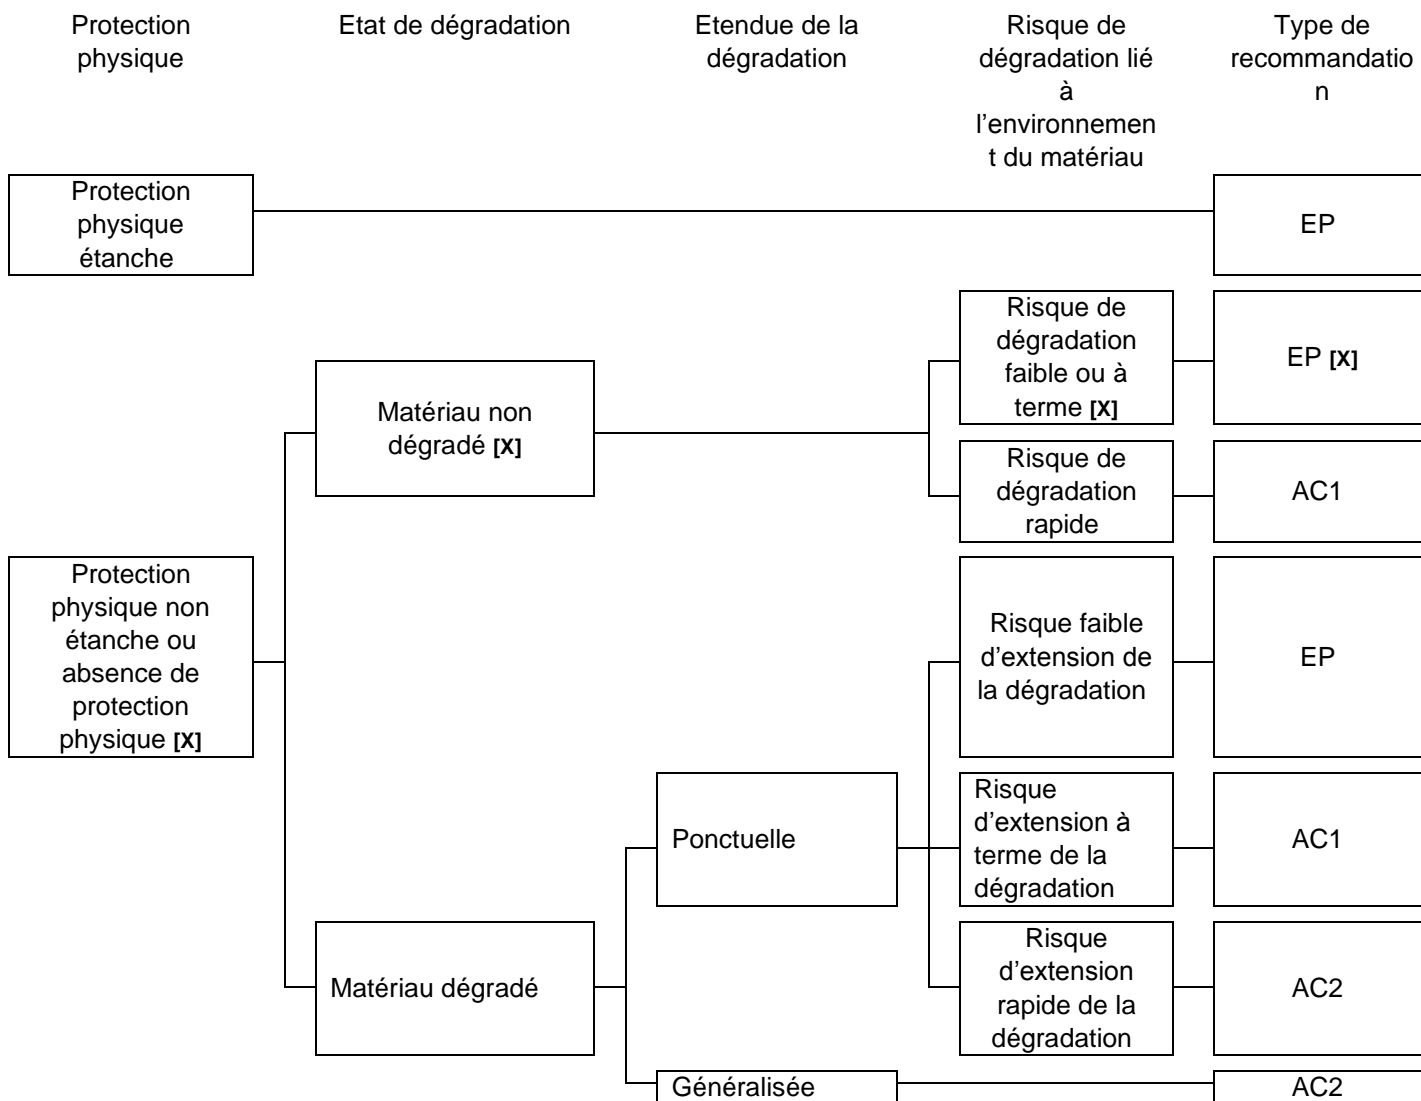 Protection
physique
Etat de dégradation
Etendue de la
dégradation
Risque de
dégradation lié
à
l'environnemen
t du matériau
Type de
recommandatio
n
Protection
physique
étanche
EP
Risque de
dégradation
faible ou à
terme [X]
EP [X]
Matériau non
dégradé [X]
Risque de
dégradation
rapide
AC1
Protection
physique non
étanche ou
absence de
protection
physique [X]
Risque faible
d'extension de
la dégradation
EP
Ponctuelle
Risque
d'extension à
terme de la
dégradation
AC1
Matériau dégradé
Risque
d'extension
rapide de la
dégradation
AC2
Généralisée
AC2